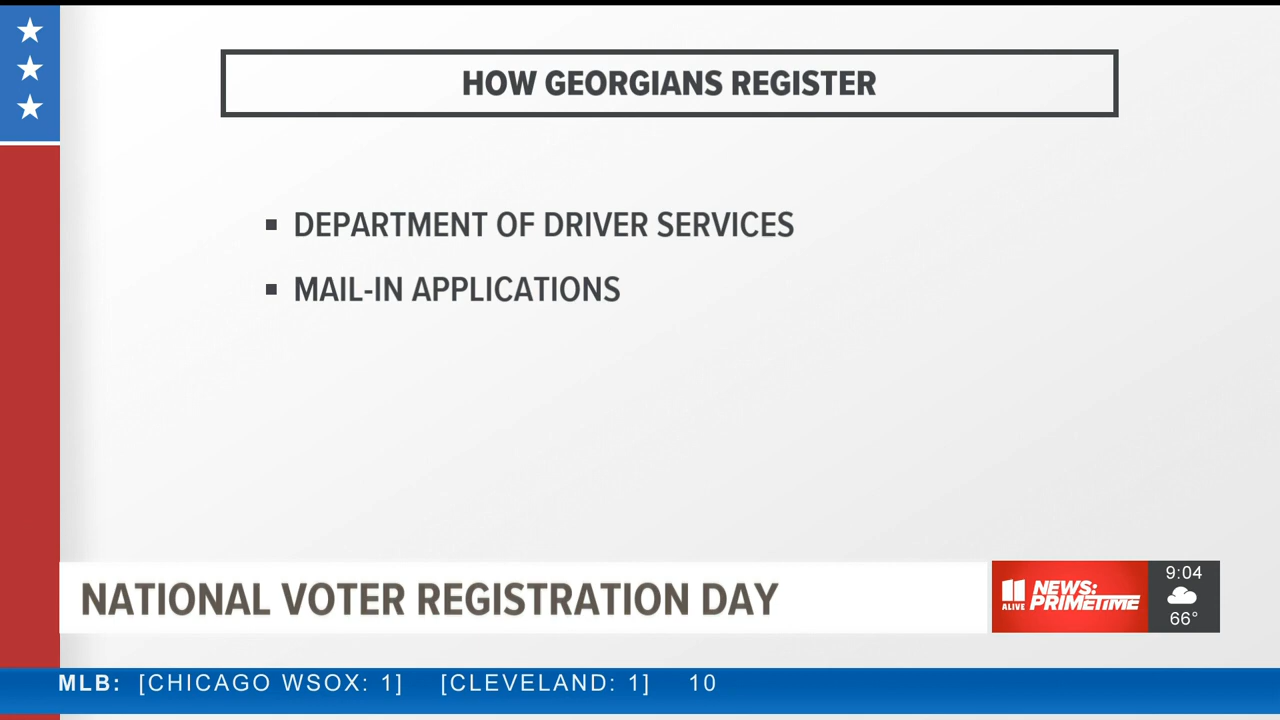 HOW GEORGIANS REGISTER
DEPARTMENT OF DRIVER SERVICES
MAIL-IN APPLICATIONS
NATIONAL VOTER REGISTRATION DAY
11 ALIVE
NEWS:
PRIMETIME
9:04
66°
MLB: [CHICAGO WSOX: 1] [CLEVELAND: 1] 10